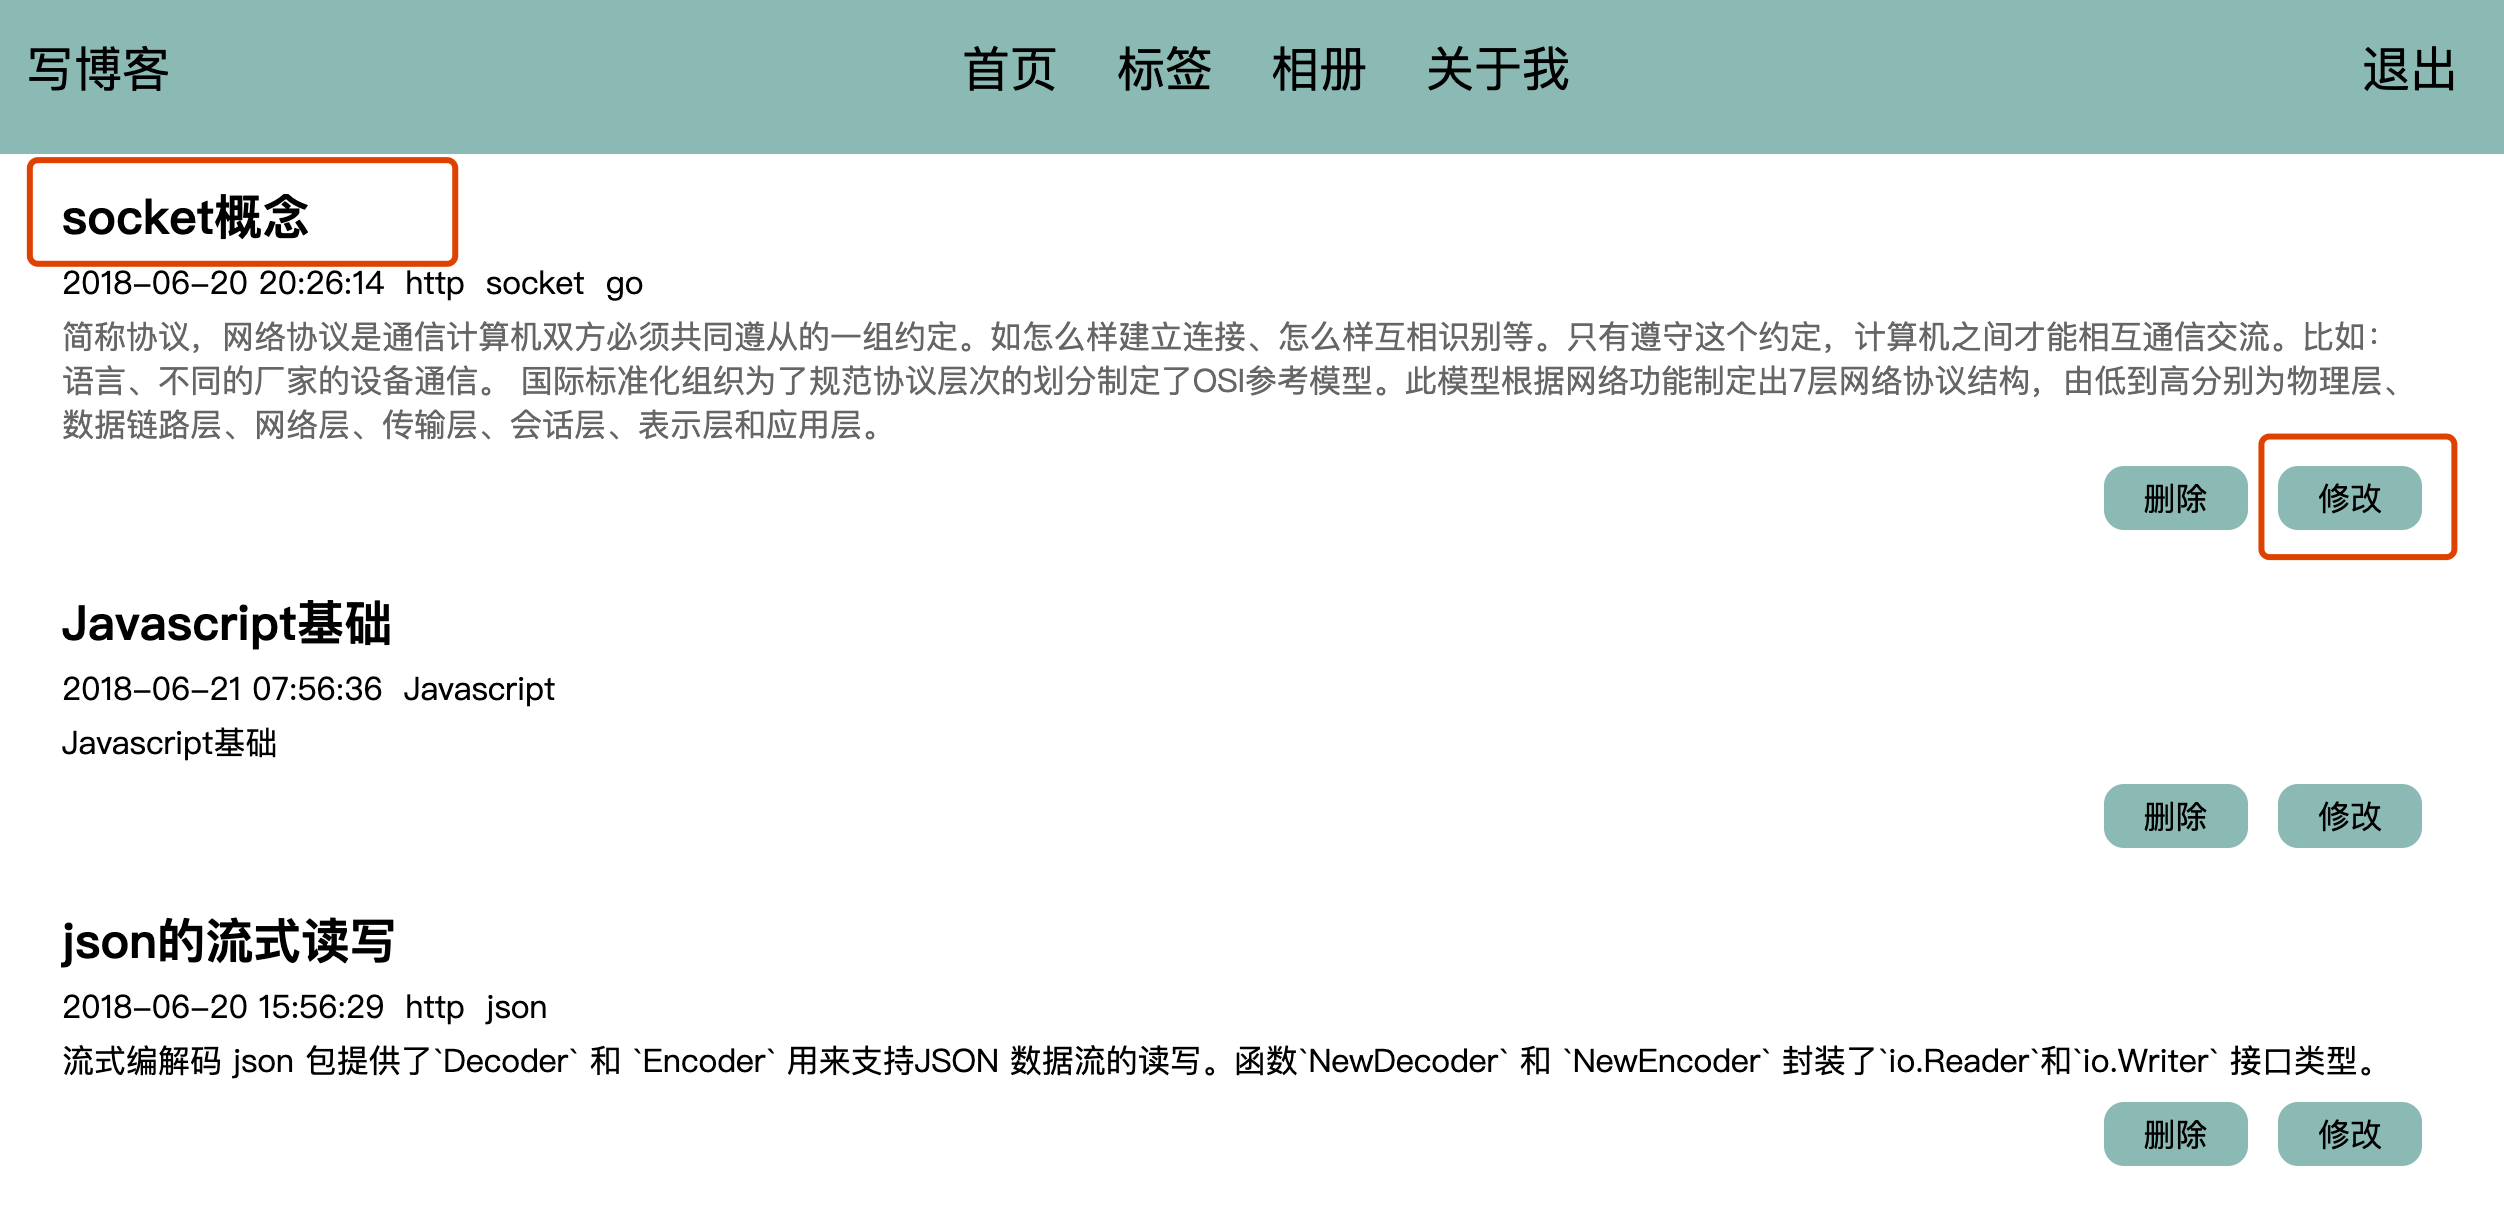 写博客 首页 标签 相册 关于我 退出
socket概念
2018-06-20 20:26:14 http socket go
简称协议，网络协议是通信计算机双方必须共同遵从的一组约定。如怎么样建立连接、怎么样互相识别等。只有遵守这个约定，计算机之间才能相互通信交流。比如：
语言、不同的厂家的设备通信。 国际标准化组织为了规范协议层次的划分制定了OSI参考模型。此模型根据网络功能制定出7层网络协议结构，由低到高分别为物理层、
数据链路层、网络层、传输层、会话层、表示层和应用层。
删除 修改
Javascript基础
2018-06-21 07:56:36 Javascript
Javascript基础
删除 修改
json的流式读写
2018-06-20 15:56:29 http json
流式编解码 json 包提供了`Decoder` 和 `Encoder` 用来支持JSON 数据流的读写。函数`NewDecoder` 和 `NewEncoder` 封装了`io.Reader`和`io.Writer` 接口类型。
删除 修改